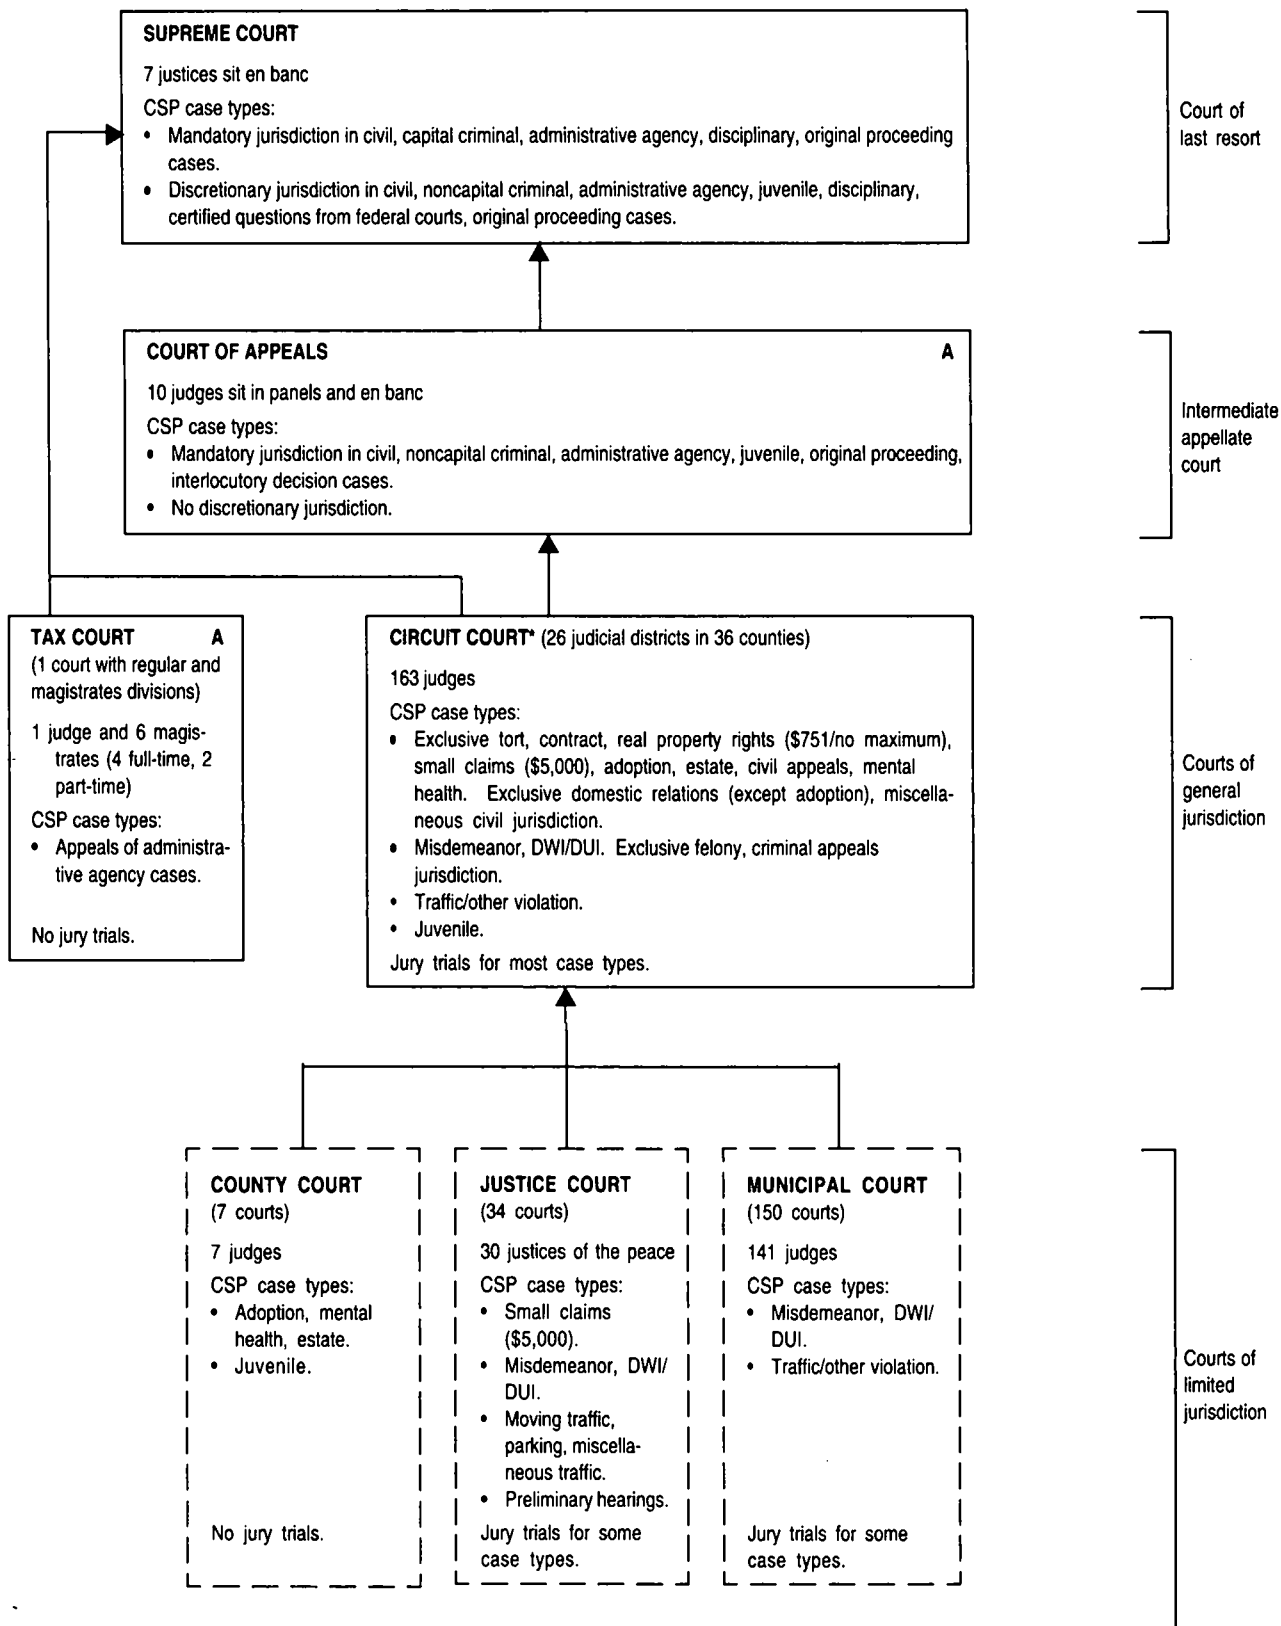 SUPREME COURT
7 justices sit en banc
CSP case types:
• Mandatory jurisdiction in civil, capital criminal, administrative agency, disciplinary, original proceeding
cases.
• Discretionary jurisdiction in civil, noncapital criminal, administrative agency, juvenile, disciplinary,
certified questions from federal courts, original proceeding cases.
Court of
last resort
COURT OF APPEALS A
10 judges sit in panels and en banc
CSP case types:
• Mandatory jurisdiction in civil, noncapital criminal, administrative agency, juvenile, original proceeding,
interlocutory decision cases.
• No discretionary jurisdiction.
Intermediate
appellate
court
TAX COURT A
(1 court with regular and
magistrates divisions)
1 judge and 6 magis-
trates (4 full-time, 2
part-time)
CSP case types:
• Appeals of administra-
tive agency cases.
No jury trials.
CIRCUIT COURT* (26 judicial districts in 36 counties)
163 judges
CSP case types:
• Exclusive tort, contract, real property rights ($751/no maximum),
small claims ($5,000), adoption, estate, civil appeals, mental
health. Exclusive domestic relations (except adoption), miscella-
neous civil jurisdiction.
• Misdemeanor, DWI/DUI. Exclusive felony, criminal appeals
jurisdiction.
• Traffic/other violation.
• Juvenile.
Jury trials for most case types.
Courts of
general
jurisdiction
COUNTY COURT
(7 courts)
7 judges
CSP case types:
• Adoption, mental
health, estate.
• Juvenile.
No jury trials.
JUSTICE COURT
(34 courts)
30 justices of the peace
CSP case types:
• Small claims
($5,000).
• Misdemeanor, DWI/
DUI.
• Moving traffic,
parking, miscella-
neous traffic.
• Preliminary hearings.
Jury trials for some
case types.
MUNICIPAL COURT
(150 courts)
141 judges
CSP case types:
• Misdemeanor, DWI/
DUI.
• Traffic/other violation.
Jury trials for some
case types.
Courts of
limited
jurisdiction